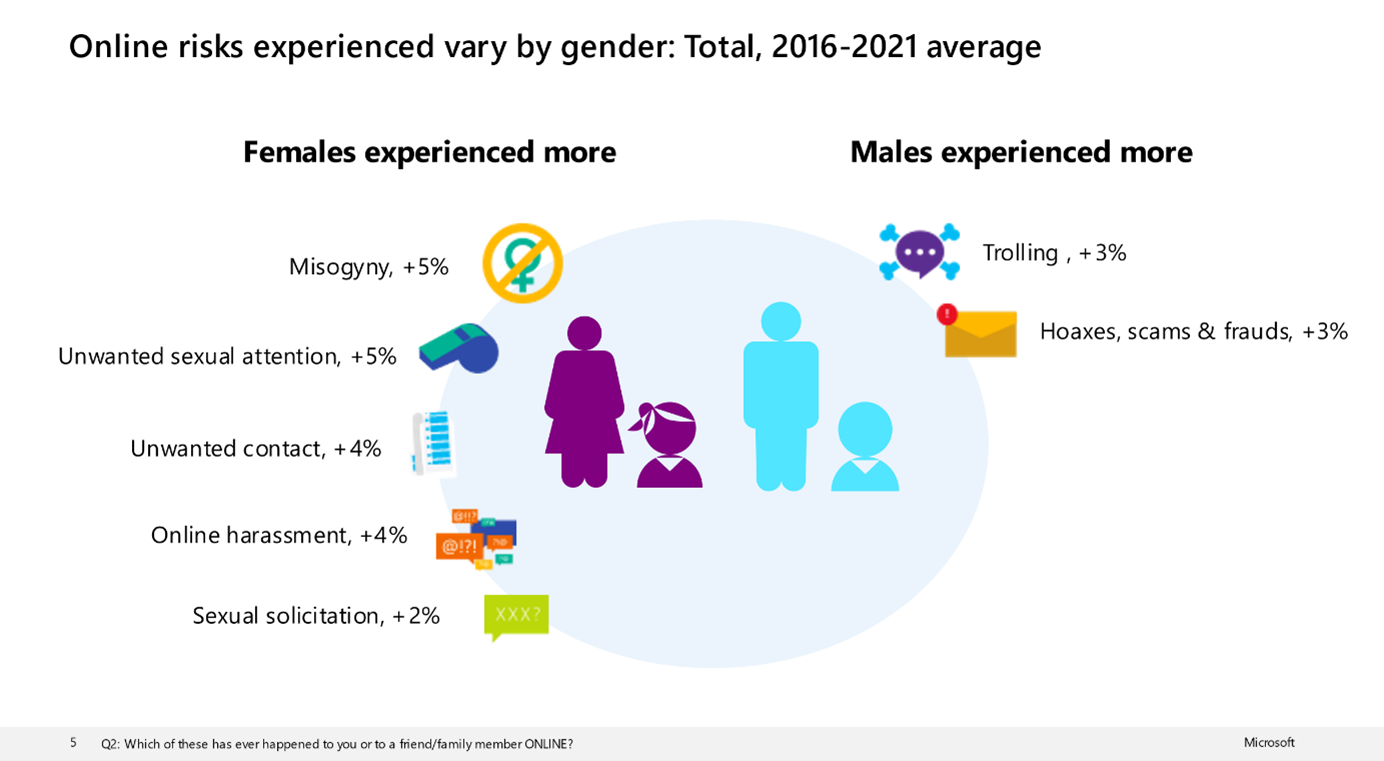 Online risks experienced vary by gender: Total, 2016-2021 average
Females experienced more
Misogyny, +5%
Unwanted sexual attention, +5%
Unwanted contact, +4%
Online harassment, +4%
@!!?
@!?!
Sexual solicitation, +2%
XXX?
Males experienced more
Trolling , +3%
!
Hoaxes, scams & frauds, +3%
5 Q2: Which of these has ever happened to you or to a friend/family member ONLINE?
Microsoft